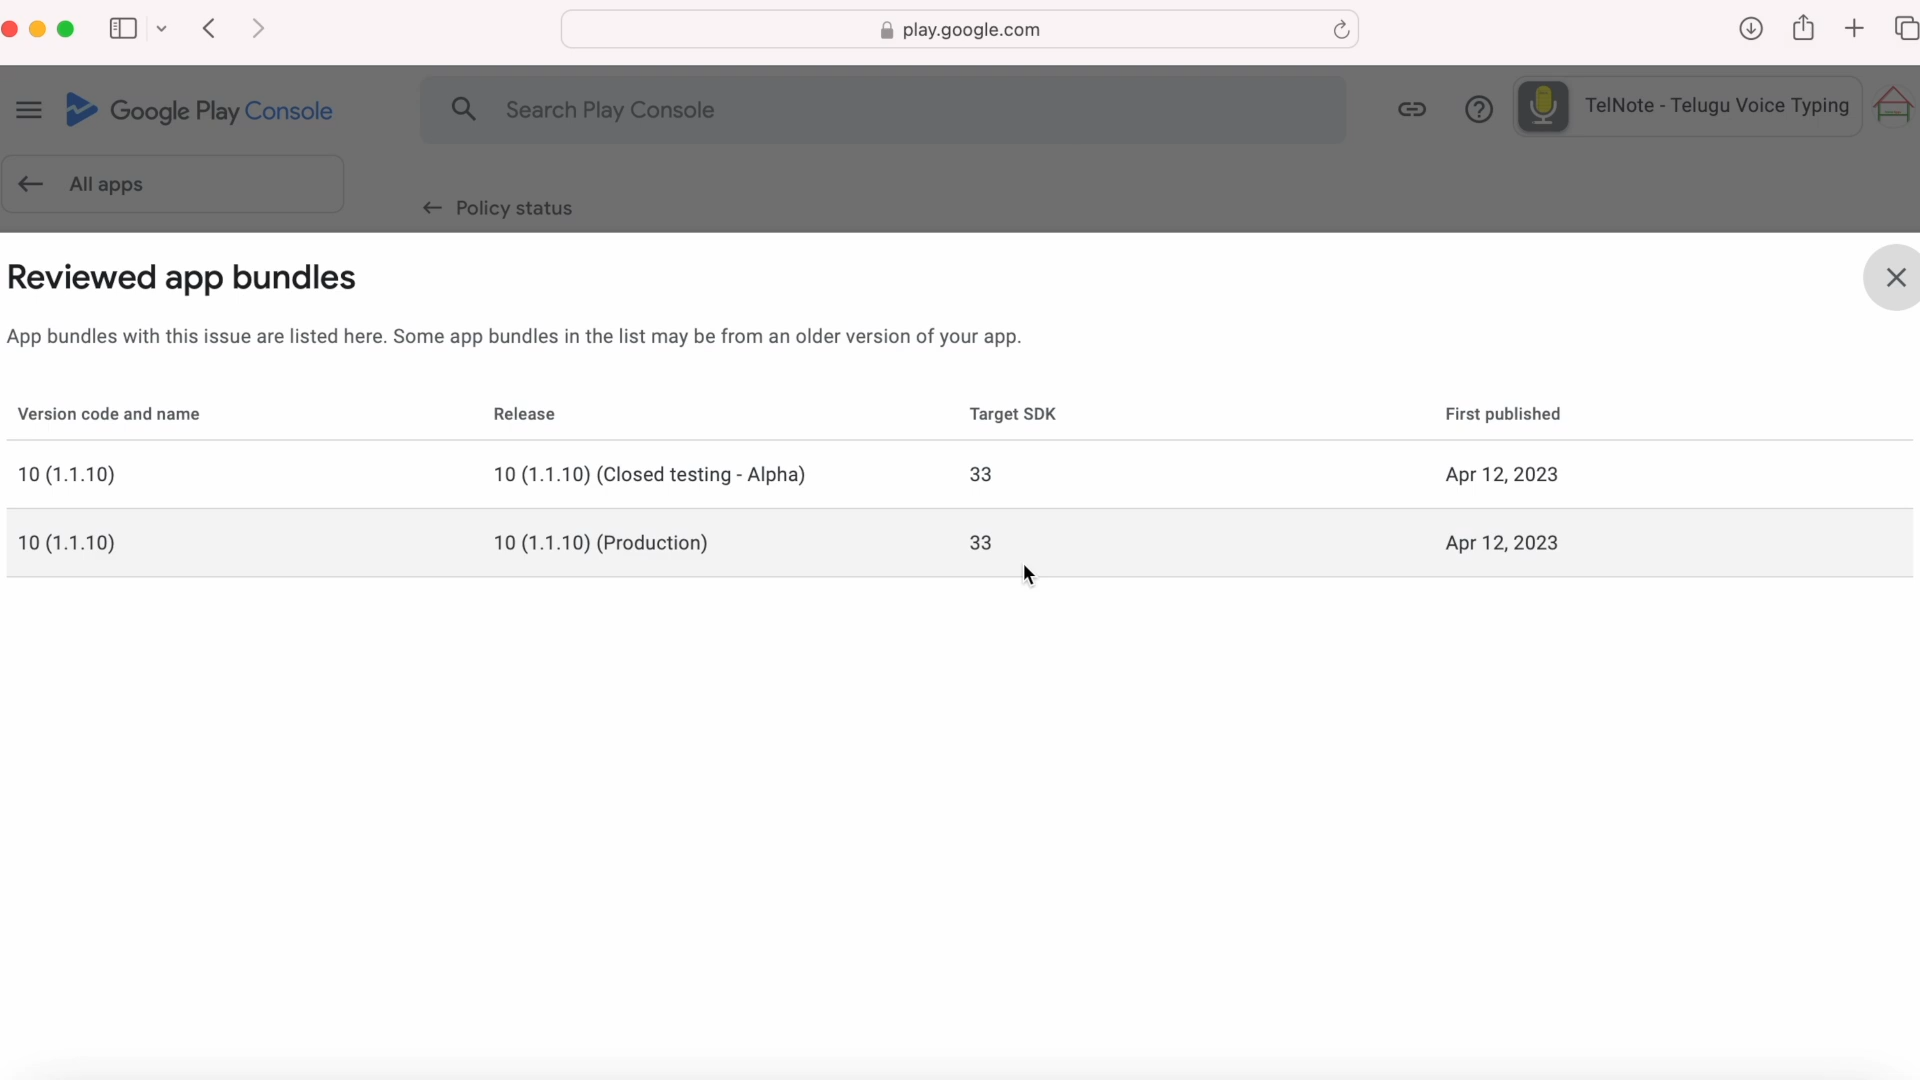 play.google.com
Google Play Console
Search Play Console
TelNote - Telugu Voice Typing
All apps
Policy status
Reviewed app bundles
App bundles with this issue are listed here. Some app bundles in the list may be from an older version of your app.
Version code and name Release Target SDK First published
10 (1.1.10) 10 (1.1.10) (Closed testing - Alpha) 33 Apr 12, 2023
10 (1.1.10) 10 (1.1.10) (Production) 33 Apr 12, 2023